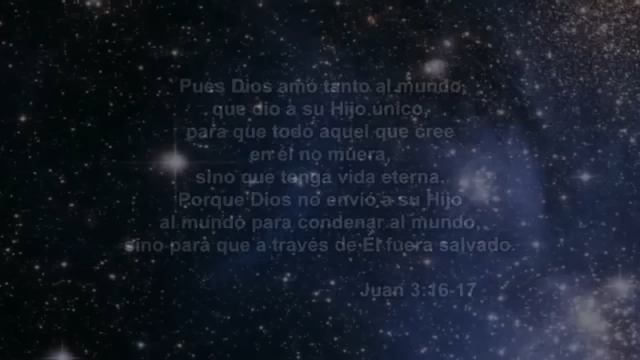 Pues Dios amó tanto al mundo,
que dio a su Hijo único,
para que todo aquel que cree
en él no muera,
sino que tenga vida eterna.
Porque Dios no envió a su Hijo
al mundo para condenar al mundo,
sino para que a través de Él fuera salvado.
Juan 3:16-17